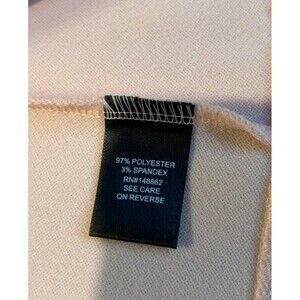 97% POLYESTER
3% SPANDEX
RN#148862
SEE CARE
ON REVERSE